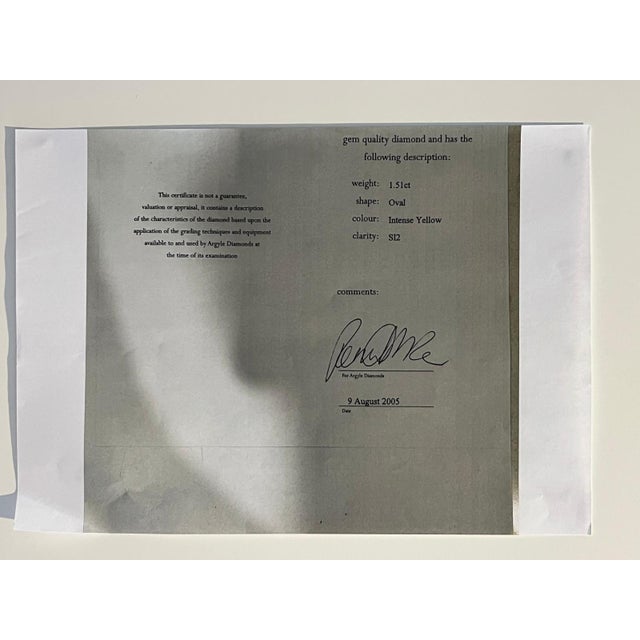 This certificate is not a guarantee,
valuation or appraisal, it contains a description
of the characteristics of the diamond based upon the
application of the grading techniques and equipment
available to and used by Argyle Diamonds at
the time of its examination
gem quality diamond and has the
following description:
weight: 1.51ct
shape: Oval
colour: Intense Yellow
clarity: SI2
comments:
For Argyle Diamonds
9 August 2005
Date